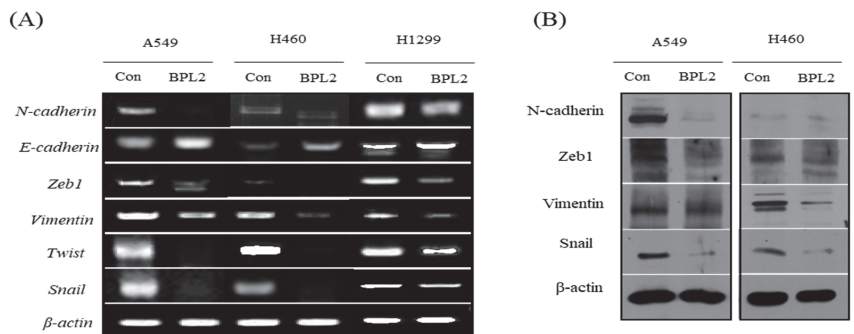 (A)
A549 H460 H1299
Con BPL2 Con BPL2 Con BPL2
N-cadherin
E-cadherin
Zeb1
Vimentin
Twist
Snail
β-actin
(B)
A549 H460
Con BPL2 Con BPL2
N-cadherin
Zeb1
Vimentin
Snail
β-actin